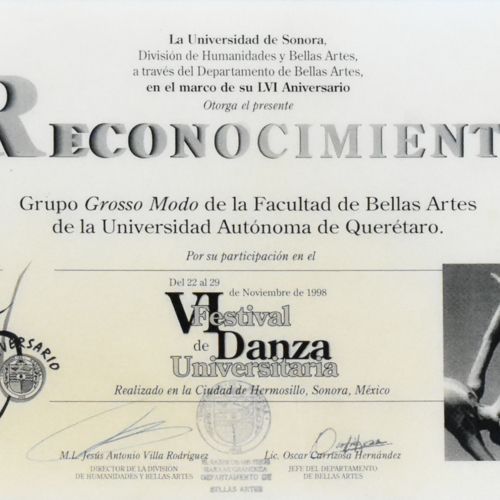 La Universidad de Sonora,
División de Humanidades y Bellas Artes,
a través del Departamento de Bellas Artes,
en el marco de su LVI Aniversario
Otorga el presente
RECONOCIMIENT
Grupo Grosso Modo de la Facultad de Bellas Artes
de la Universidad Autónoma de Querétaro.
Por su participación en el
Del 22 al 29
de Noviembre de 1998
VI Festival
de Danza
Universitaria
Realizado en la Ciudad de Hermosillo, Sonora, México
VERSARIO
M.I. Jesús Antonio Villa Rodríguez
DIRECTOR DE LA DIVISIÓN
DE HUMANIDADES Y BELLAS ARTES
Lic. Oscar Carrizosa Hernández
JEFE DEL DEPARTAMENTO
DE BELLAS ARTES
DEPARTAMENTO DE
BELLAS ARTES